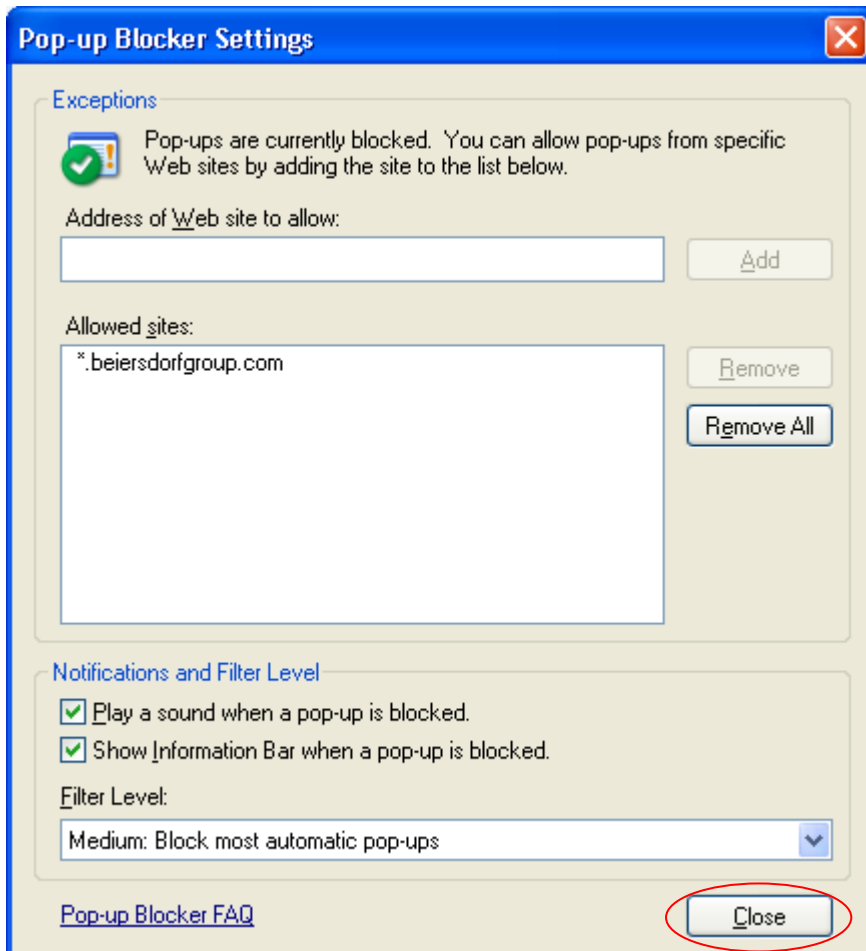 Pop-up Blocker Settings
Exceptions
Pop-ups are currently blocked. You can allow pop-ups from specific
Web sites by adding the site to the list below.
Address of Web site to allow:
Add
Allowed sites:
*.beiersdorfgroup.com
Remove
Remove All
Notifications and Filter Level
Play a sound when a pop-up is blocked.
Show Information Bar when a pop-up is blocked.
Filter Level:
Medium: Block most automatic pop-ups
Pop-up Blocker FAQ
Close